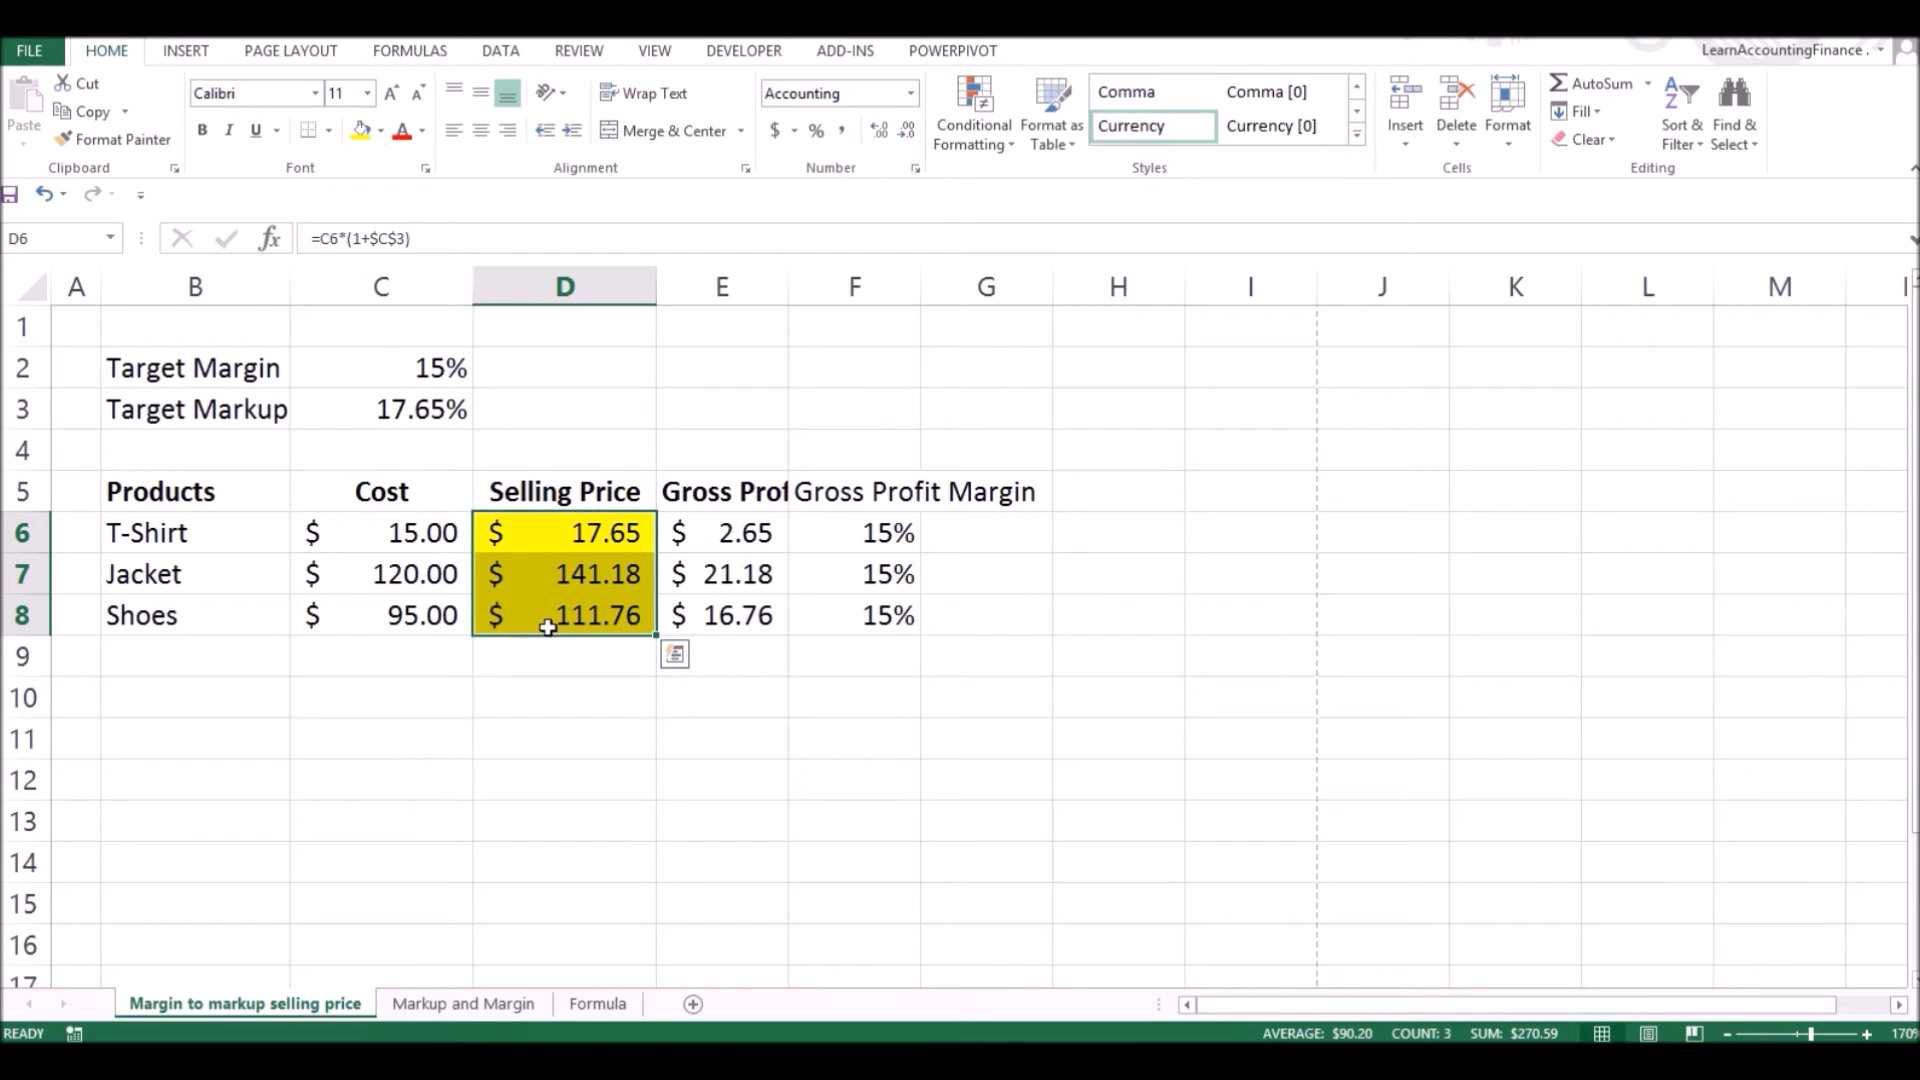 FILE HOME INSERT PAGE LAYOUT FORMULAS DATA REVIEW VIEW DEVELOPER ADD-INS POWERPIVOT LearnAccountingFinance .
Paste
Cut
Copy
Format Painter
Clipboard
Calibri 11
B I U
Font
Wrap Text
Merge & Center
Alignment
Accounting
$ % ,
Number
Conditional Formatting
Format as Table
Comma Comma [0]
Currency Currency [0]
Styles
Insert Delete Format
Cells
AutoSum
Fill
Clear
Sort & Filter
Find & Select
Editing
D6 fx =C6*(1+$C$3)
A B C D E F G H I J K L M
1
2 Target Margin 15%
3 Target Markup 17.65%
4
5 Products Cost Selling Price Gross Prof Gross Profit Margin
6 T-Shirt $ 15.00 $ 17.65 $ 2.65 15%
7 Jacket $ 120.00 $ 141.18 $ 21.18 15%
8 Shoes $ 95.00 $ 111.76 $ 16.76 15%
9
10
11
12
13
14
15
16
17
Margin to markup selling price Markup and Margin Formula
READY AVERAGE: $90.20 COUNT: 3 SUM: $270.59 170%